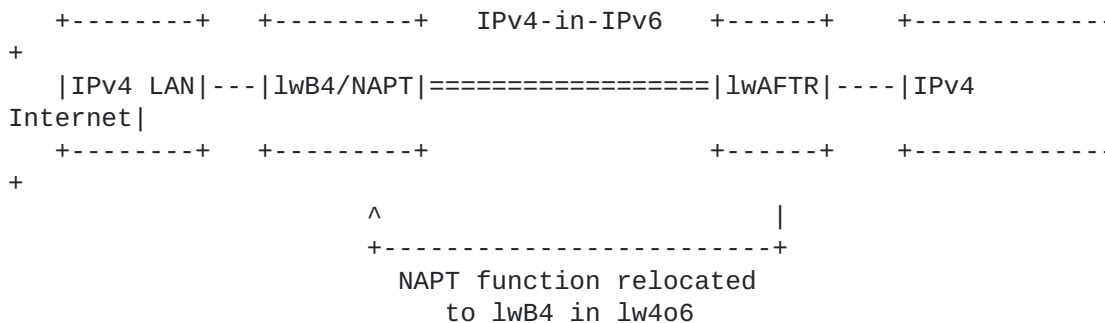 +--------+   +---------+   IPv4-in-IPv6  +------+    +-------------
+
|IPv4 LAN|---|lwB4/NAPT|==================|lwAFTR|----|IPv4
Internet|
+--------+   +---------+                  +------+    +-------------
+
^                         |
+-------------------------+
NAPT function relocated
to lwB4 in lw4o6